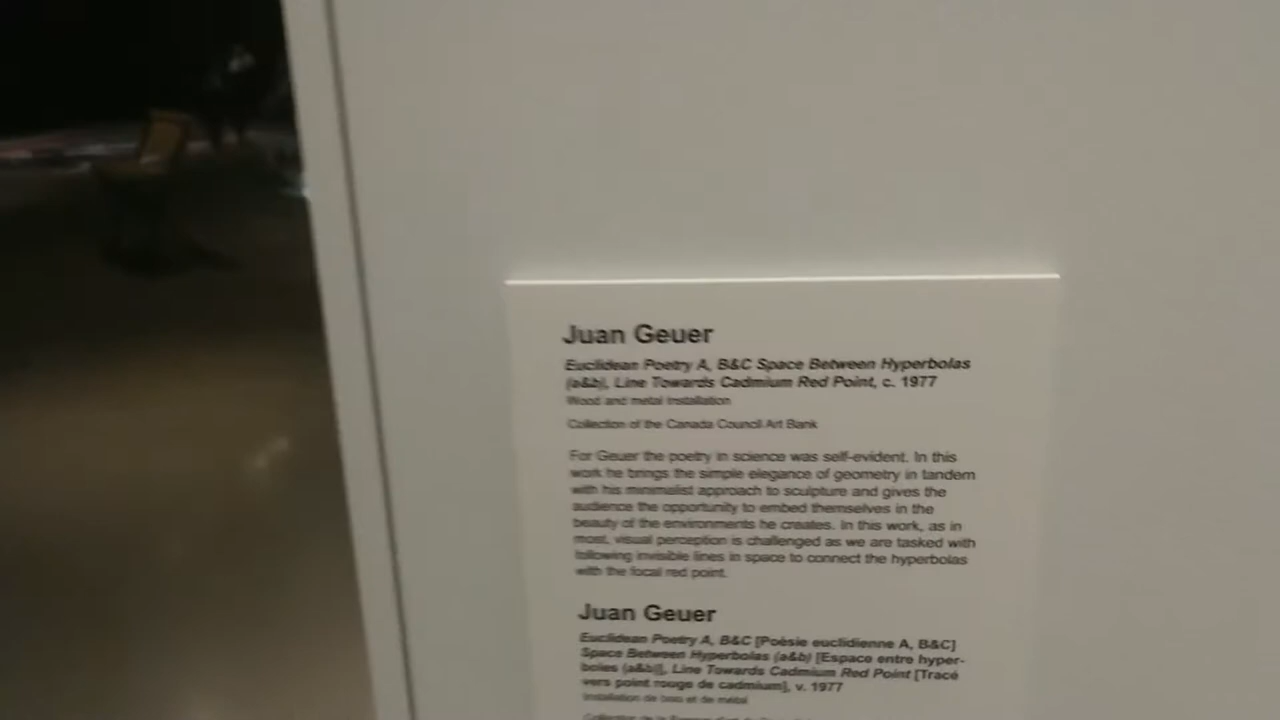 Juan Geuer
Euclidean Poetry A, B&C Space Between Hyperbolas
(a&b), Line Towards Cadmium Red Point, c. 1977
Wood and metal installation
Collection of the Canada Council Art Bank
For Geuer the poetry in science was self-evident. In this
work he brings the simple elegance of geometry in tandem
with his minimalist approach to sculpture and gives the
audience the opportunity to embed themselves in the
beauty of the environments he creates. In this work, as in
most, visual perception is challenged as we are tasked with
following invisible lines in space to connect the hyperbolas
with the focal red point.
Juan Geuer
Euclidean Poetry A, B&C [Poésie euclidienne A, B&C]
Space Between Hyperbolas (a&b) [Espace entre hyper-
boles (a&b)], Line Towards Cadmium Red Point [Tracé
vers point rouge de cadmium], v. 1977
Installation de bois et de métal